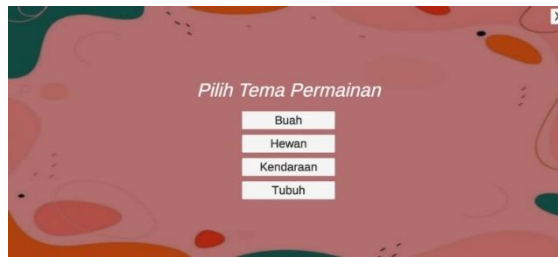 X
Pilih Tema Permainan
Buah
Hewan
Kendaraan
Tubuh